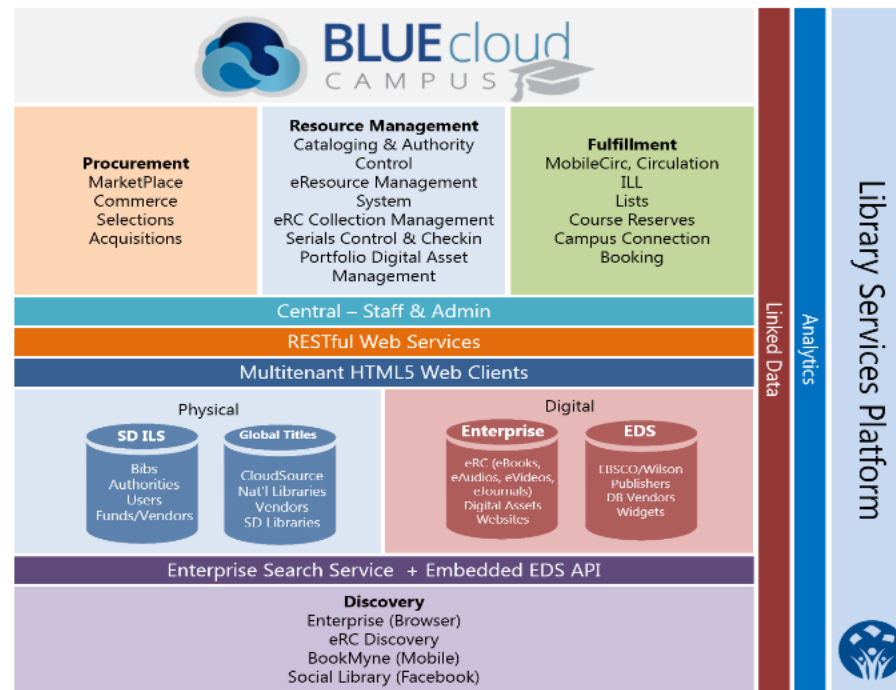 BLUEcloud
CAMPUS
Procurement
MarketPlace
Commerce
Selections
Acquisitions
Resource Management
Cataloging & Authority
Control
eResource Management
System
eRC Collection Management
Serials Control & Checkin
Portfolio Digital Asset
Management
Fulfillment
MobileCirc, Circulation
ILL
Lists
Course Reserves
Campus Connection
Booking
Central – Staff & Admin
RESTful Web Services
Multitenant HTML5 Web Clients
Physical
SD ILS
Bibs
Authorities
Users
Funds/Vendors
Global Titles
CloudSource
Nat'l Libraries
Vendors
SD Libraries
Digital
Enterprise
eRC (eBooks,
eAudios, eVideos,
eJournals)
Digital Assets
Websites
EDS
EBSCO/Wilson
Publishers
DB Vendors
Widgets
Enterprise Search Service + Embedded EDS API
Discovery
Enterprise (Browser)
eRC Discovery
BookMyne (Mobile)
Social Library (Facebook)
Linked Data
Analytics
Library Services Platform